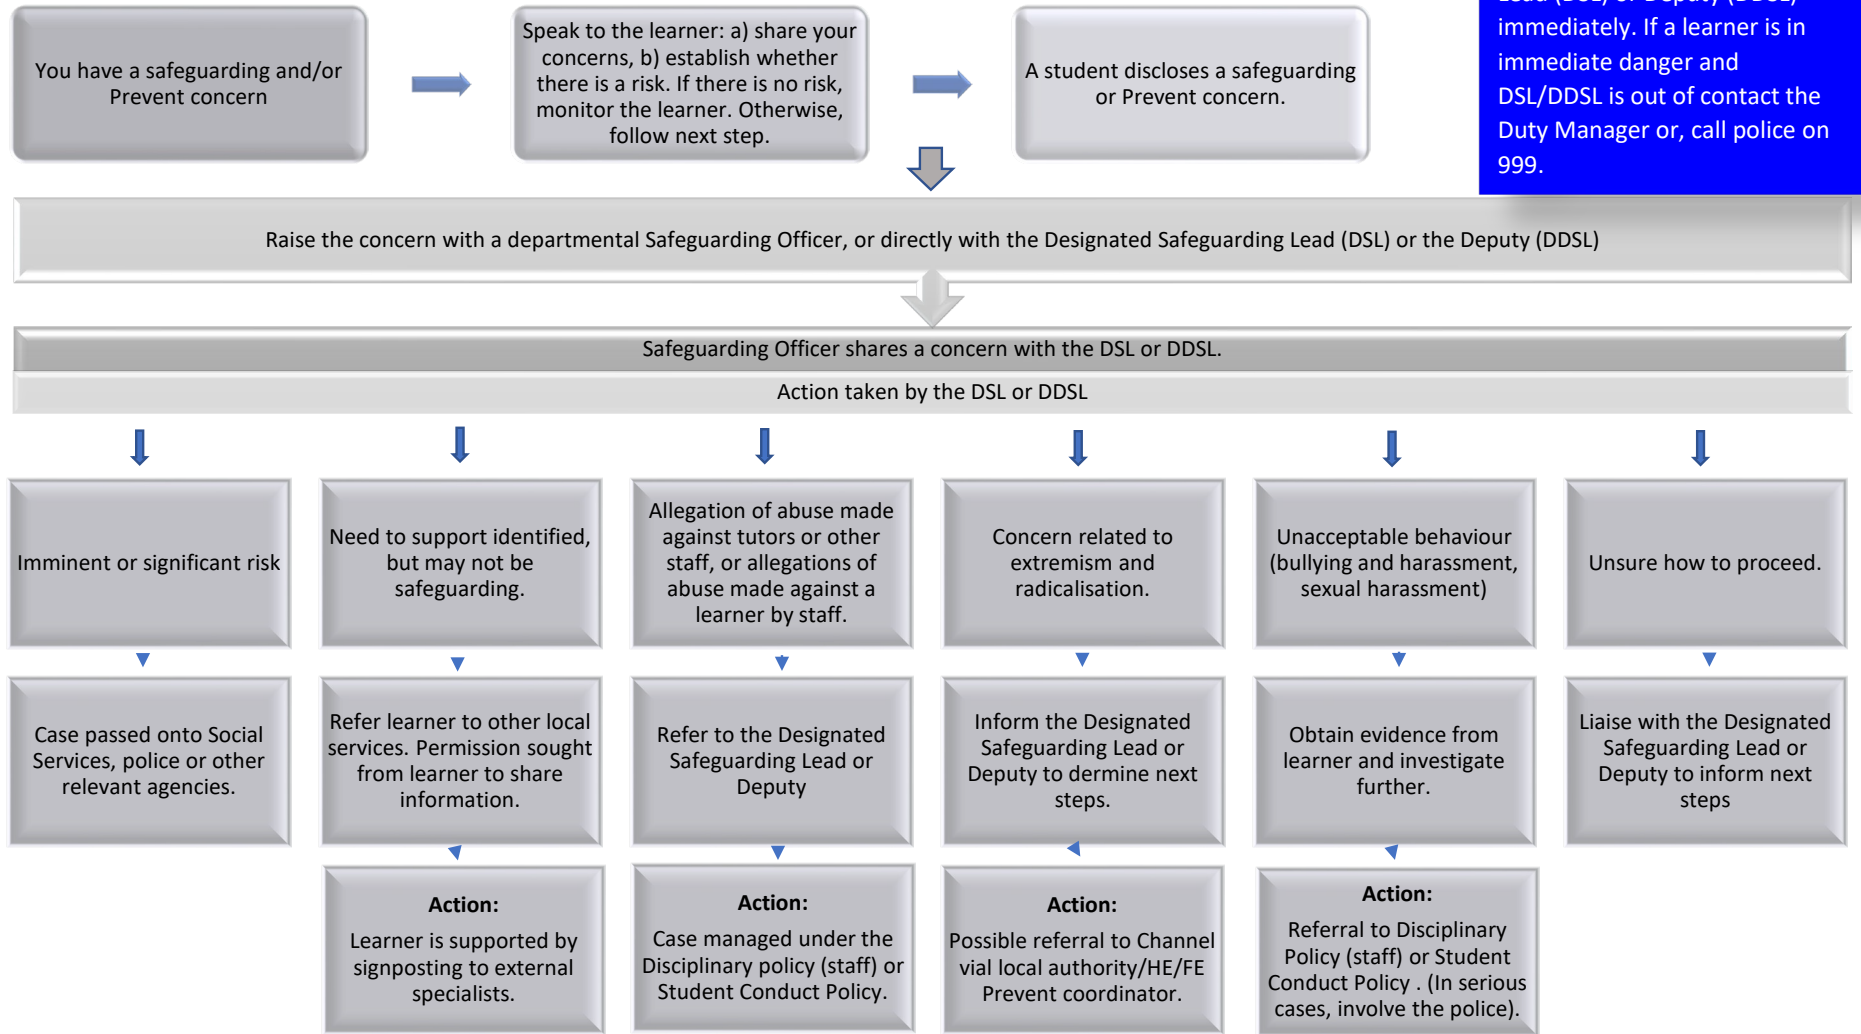 You have a safeguarding and/or
Prevent concern
Speak to the learner: a) share your
concerns, b) establish whether
there is a risk. If there is no risk,
monitor the learner. Otherwise,
follow next step.
A student discloses a safeguarding
or Prevent concern.
Lead (DSL) or Deputy (DDSL)
immediately. If a learner is in
immediate danger and
DSL/DDSL is out of contact the
Duty Manager or, call police on
999.
Raise the concern with a departmental Safeguarding Officer, or directly with the Designated Safeguarding Lead (DSL) or the Deputy (DDSL)
Safeguarding Officer shares a concern with the DSL or DDSL.
Action taken by the DSL or DDSL
Imminent or significant risk
Need to support identified,
but may not be
safeguarding.
Allegation of abuse made
against tutors or other
staff, or allegations of
abuse made against a
learner by staff.
Concern related to
extremism and
radicalisation.
Unacceptable behaviour
(bullying and harassment,
sexual harassment)
Unsure how to proceed.
Case passed onto Social
Services, police or other
relevant agencies.
Refer learner to other local
services. Permission sought
from learner to share
information.
Refer to the Designated
Safeguarding Lead or
Deputy
Inform the Designated
Safeguarding Lead or
Deputy to dermine next
steps.
Obtain evidence from
learner and investigate
further.
Liaise with the Designated
Safeguarding Lead or
Deputy to inform next
steps
Action:
Learner is supported by
signposting to external
specialists.
Action:
Case managed under the
Disciplinary policy (staff) or
Student Conduct Policy.
Action:
Possible referral to Channel
vial local authority/HE/FE
Prevent coordinator.
Action:
Referral to Disciplinary
Policy (staff) or Student
Conduct Policy . (In serious
cases, involve the police).